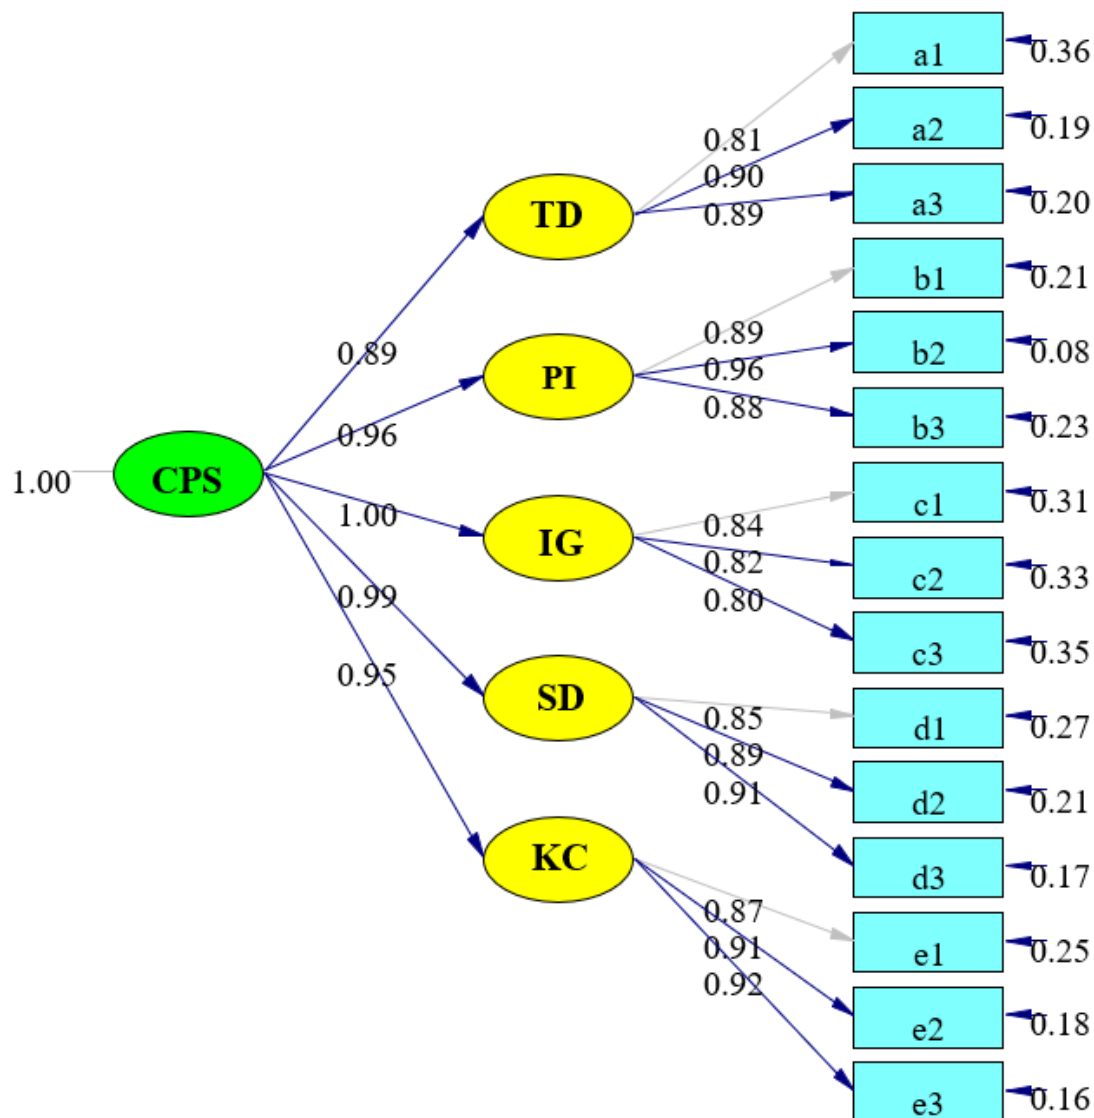 a1 0.36
a2 0.19
0.81
0.90
a3 0.20
TD 0.89
b1 0.21
0.89
b2 0.08
0.89 PI 0.96
0.88
b3 0.23
0.96
1.00 CPS
c1 0.31
1.00 0.84
IG 0.82
c2 0.33
0.99 0.80
c3 0.35
0.95
SD 0.85
d1 0.27
0.89
0.91
d2 0.21
KC
d3 0.17
0.87
0.91
e1 0.25
0.92
e2 0.18
e3 0.16